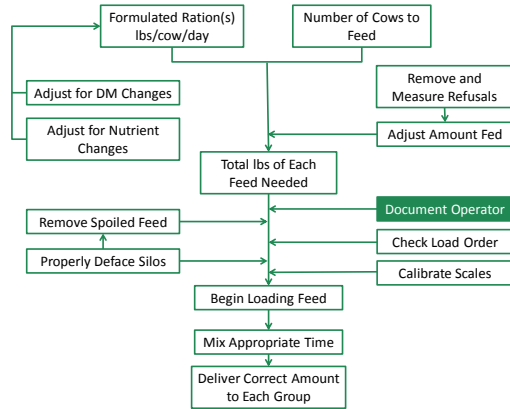 Formulated Ration(s)
lbs/cow/day
Number of Cows to
Feed
Remove and
Measure Refusals
Adjust for DM Changes
Adjust for Nutrient
Changes
Adjust Amount Fed
Total lbs of Each
Feed Needed
Document Operator
Remove Spoiled Feed
Check Load Order
Properly Deface Silos
Calibrate Scales
Begin Loading Feed
Mix Appropriate Time
Deliver Correct Amount
to Each Group